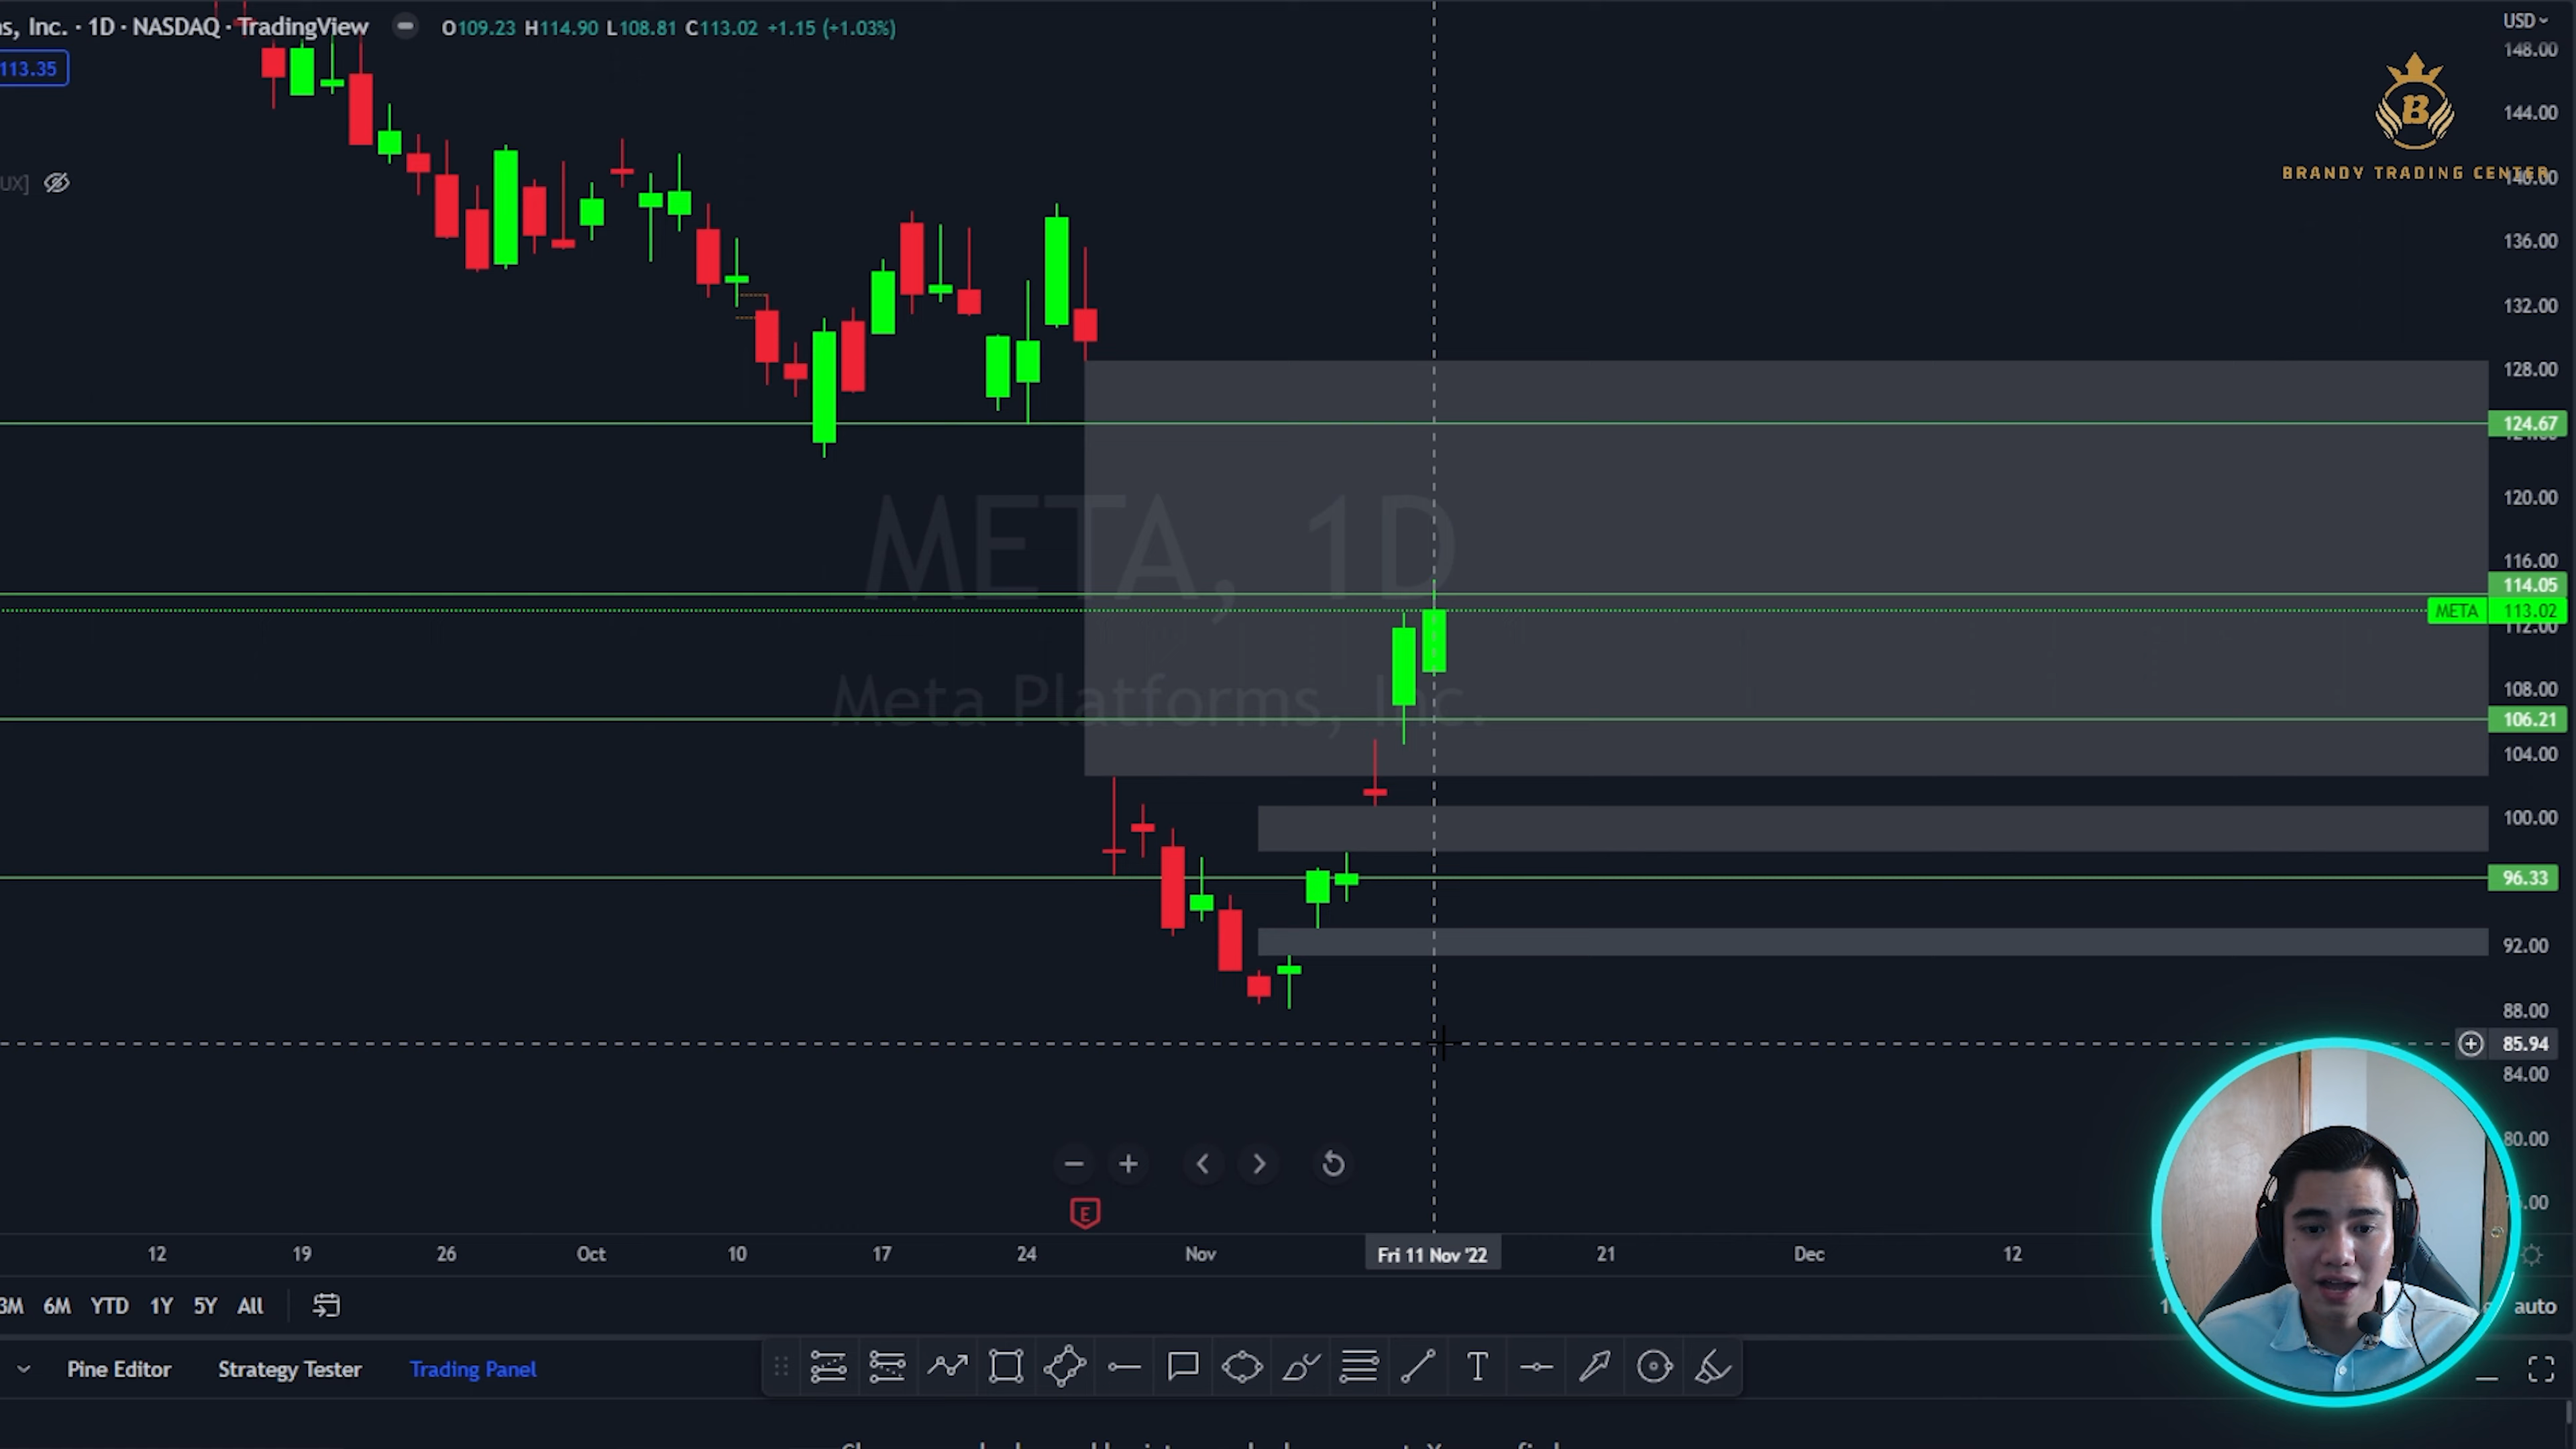 s, Inc. · 1D · NASDAQ · TradingView O109.23 H114.90 L108.81 C113.02 +1.15 (+1.03%)
USD
113.35
148.00
144.00
BRANDY TRADING CENTER
140.00
UX]
136.00
132.00
128.00
124.67
META, 1D
Meta Platforms, Inc.
120.00
116.00
114.05
META 113.02
112.00
108.00
106.21
104.00
100.00
96.33
92.00
88.00
85.94
84.00
80.00
E
12 19 26 Oct 10 17 24 Nov Fri 11 Nov '22 21 Dec 12
3M 6M YTD 1Y 5Y All
auto
Pine Editor Strategy Tester Trading Panel